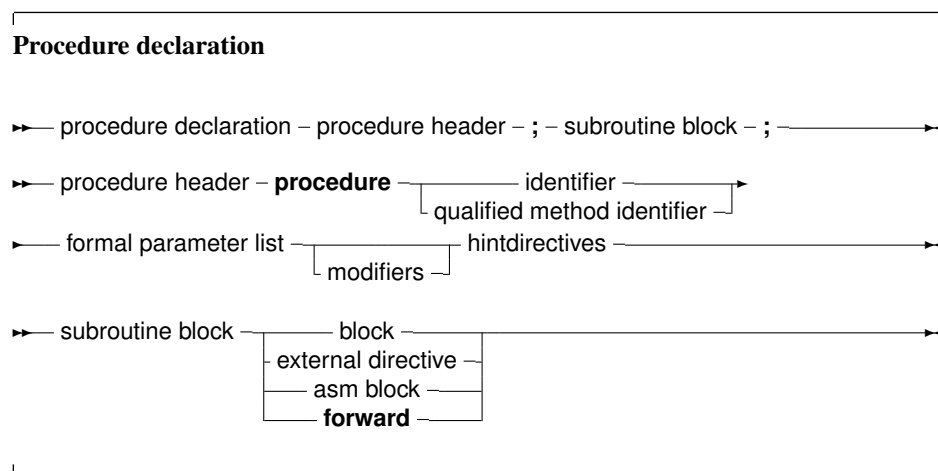 Procedure declaration
procedure declaration procedure header ; subroutine block ;
procedure header procedure identifier
qualified method identifier
formal parameter list hintdirectives
modifiers
subroutine block block
external directive
asm block
forward